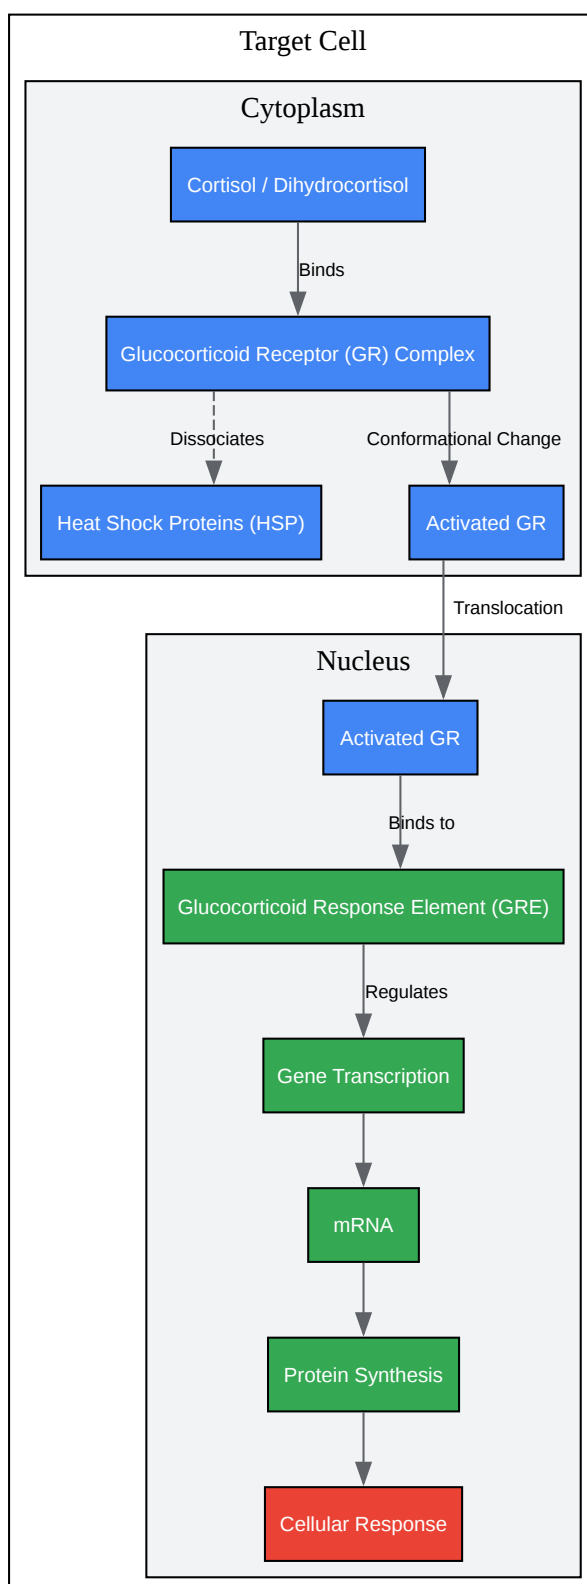 Target Cell
Cytoplasm
Cortisol / Dihydrocortisol
Binds
Glucocorticoid Receptor (GR) Complex
Dissociates
Conformational Change
Heat Shock Proteins (HSP)
Activated GR
Translocation
Nucleus
Activated GR
Binds to
Glucocorticoid Response Element (GRE)
Regulates
Gene Transcription
mRNA
Protein Synthesis
Cellular Response